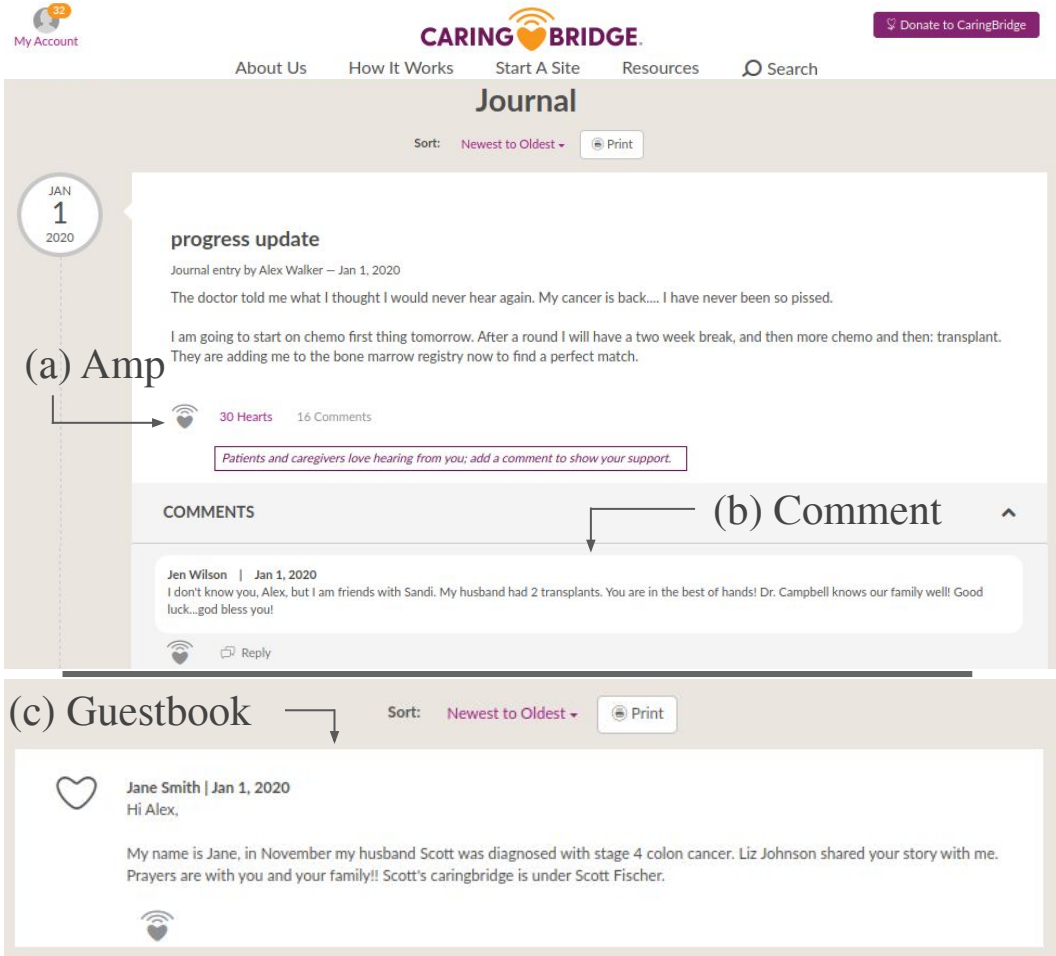 32
My Account
CARING BRIDGE.
Donate to CaringBridge
About Us How It Works Start A Site Resources Search
Journal
Sort: Newest to Oldest Print
JAN
1
2020
progress update
Journal entry by Alex Walker — Jan 1, 2020
The doctor told me what I thought I would never hear again. My cancer is back.... I have never been so pissed.
I am going to start on chemo first thing tomorrow. After a round I will have a two week break, and then more chemo and then: transplant.
They are adding me to the bone marrow registry now to find a perfect match.
(a) Amp
30 Hearts 16 Comments
Patients and caregivers love hearing from you; add a comment to show your support.
COMMENTS
(b) Comment
Jen Wilson | Jan 1, 2020
I don't know you, Alex, but I am friends with Sandi. My husband had 2 transplants. You are in the best of hands! Dr. Campbell knows our family well! Good
luck...god bless you!
Reply
(c) Guestbook
Sort: Newest to Oldest Print
Jane Smith | Jan 1, 2020
Hi Alex,
My name is Jane, in November my husband Scott was diagnosed with stage 4 colon cancer. Liz Johnson shared your story with me.
Prayers are with you and your family!! Scott's caringbridge is under Scott Fischer.